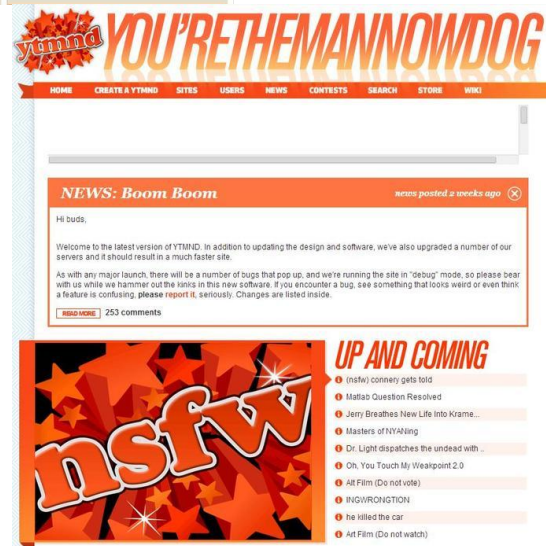 ytmnd YOU'RETHEMANNOWDOG
HOME CREATE A YTMND SITES USERS NEWS CONTESTS SEARCH STORE WIKI
NEWS: Boom Boom news posted 2 weeks ago
Hi buds,
Welcome to the latest version of YTMND. In addition to updating the design and software, we've also upgraded a number of our
servers and it should result in a much faster site.
As with any major launch, there will be a number of bugs that pop up, and we're running the site in "debug" mode, so please bear
with us while we hammer out the kinks in this new software. If you encounter a bug, see something that looks weird or even think
a feature is confusing, please report it, seriously. Changes are listed inside.
READ MORE 253 comments
nsfw
UP AND COMING
(nsfw) connery gets told
Matlab Question Resolved
Jerry Breathes New Life Into Krame...
Masters of NYANing
Dr. Light dispatches the undead with ..
Oh, You Touch My Weakpoint 2.0
Alt Film (Do not vote)
INGWRONGTION
he killed the car
Art Film (Do not watch)